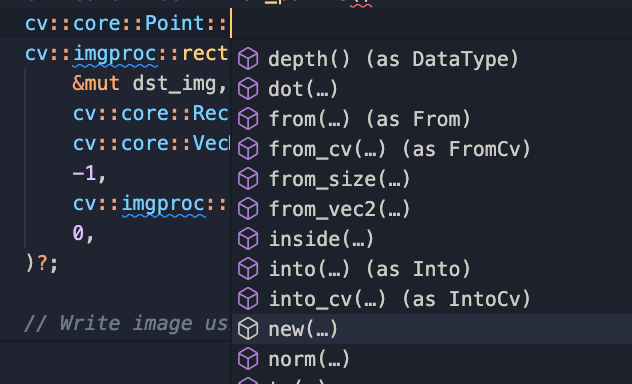 cv::core::Point::
cv::imgproc::rect
&mut dst_img,
cv::core::Rec
cv::core::Vec
-1,
cv::imgproc::
0,
)?;
// Write image us
depth() (as DataType)
dot(…)
from(…) (as From)
from_cv(…) (as FromCv)
from_size(…)
from_vec2(…)
inside(…)
into(…) (as Into)
into_cv(…) (as IntoCv)
new(…)
norm(…)